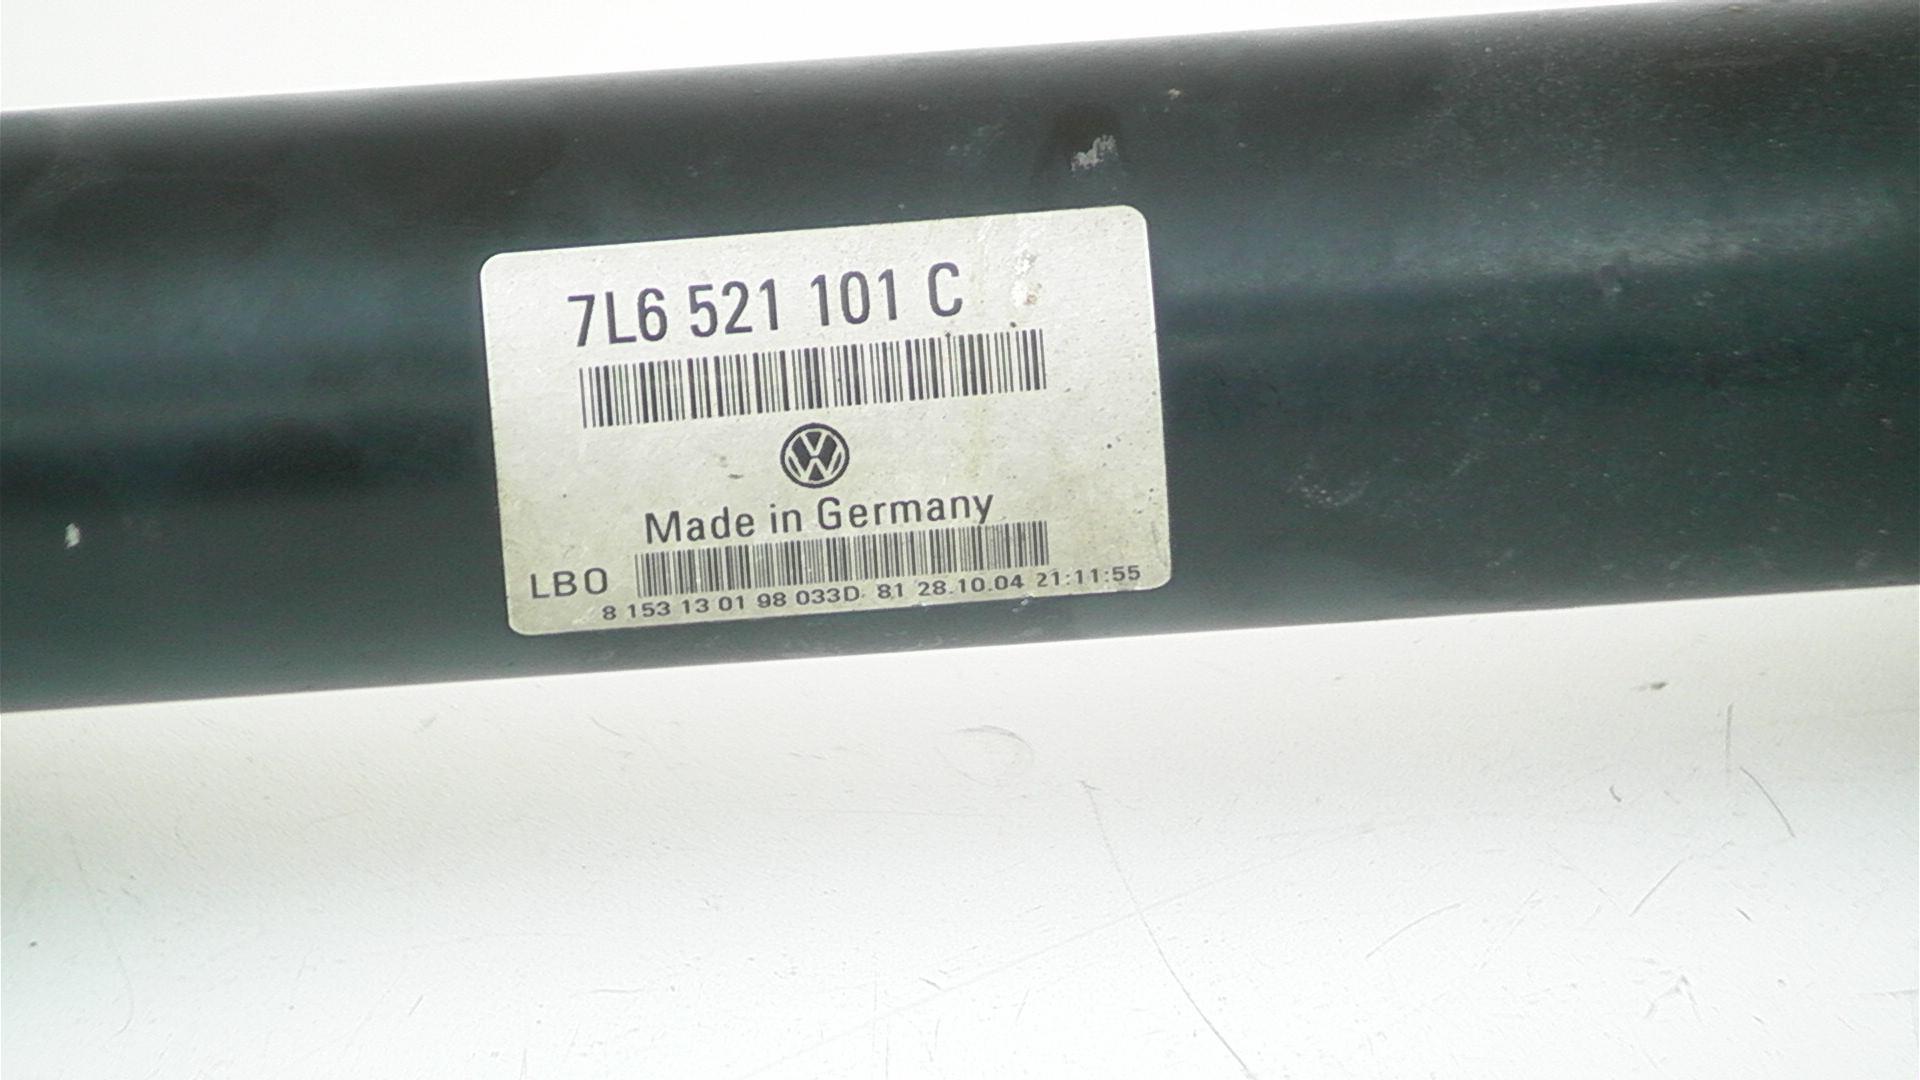 7L6 521 101 C
Made in Germany
LBO
8 153 13 01 98 033D 81 28.10.04 21:11:55